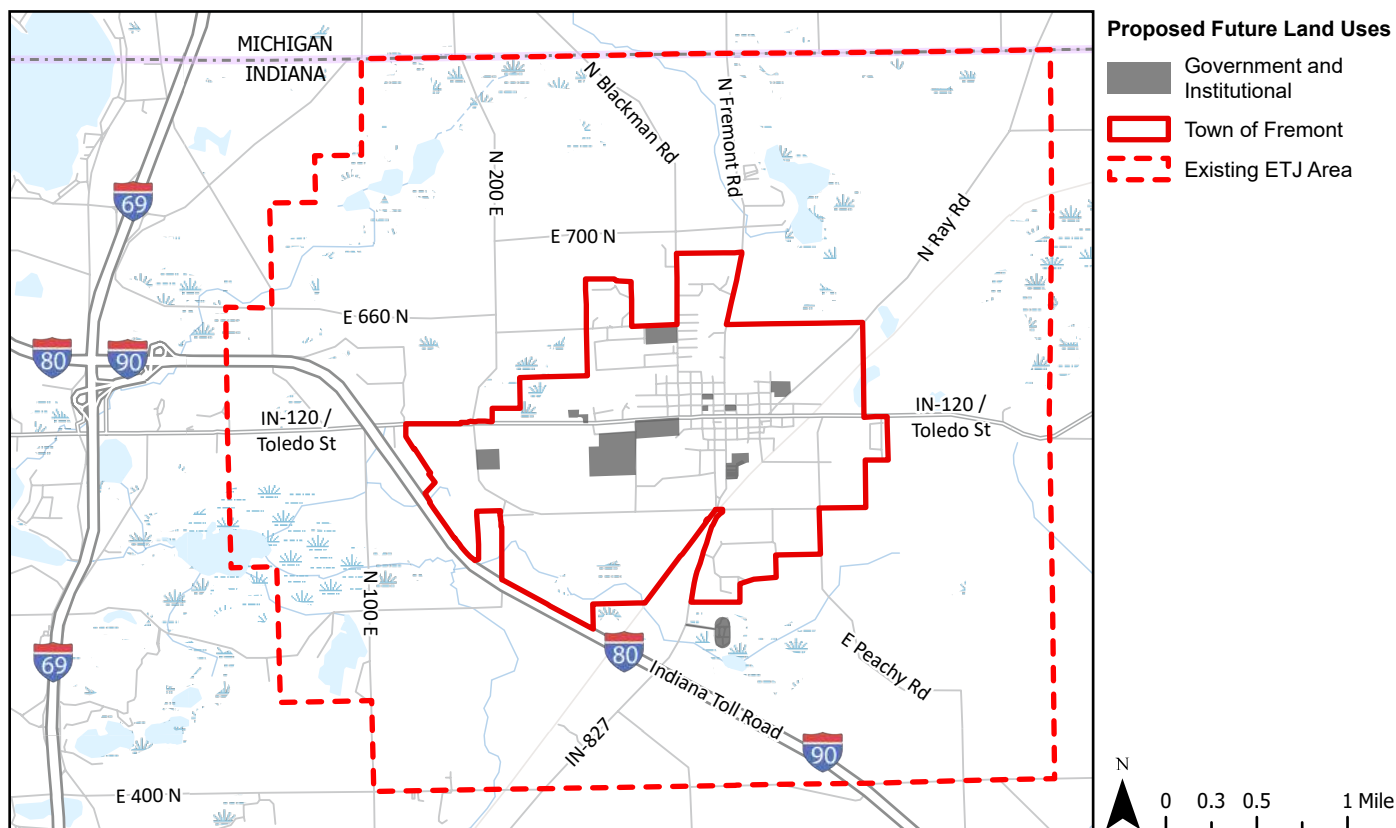 MICHIGAN
INDIANA
N Blackman Rd
N Fremont Rd
N 200 E
N Ray Rd
69
E 700 N
E 660 N
80
90
IN-120 /
Toledo St
IN-120 /
Toledo St
N 100 E
69
80
Indiana Toll Road
E Peachy Rd
IN-827
90
E 400 N
Proposed Future Land Uses
Government and
Institutional
Town of Fremont
Existing ETJ Area
N
0 0.3 0.5 1 Mile